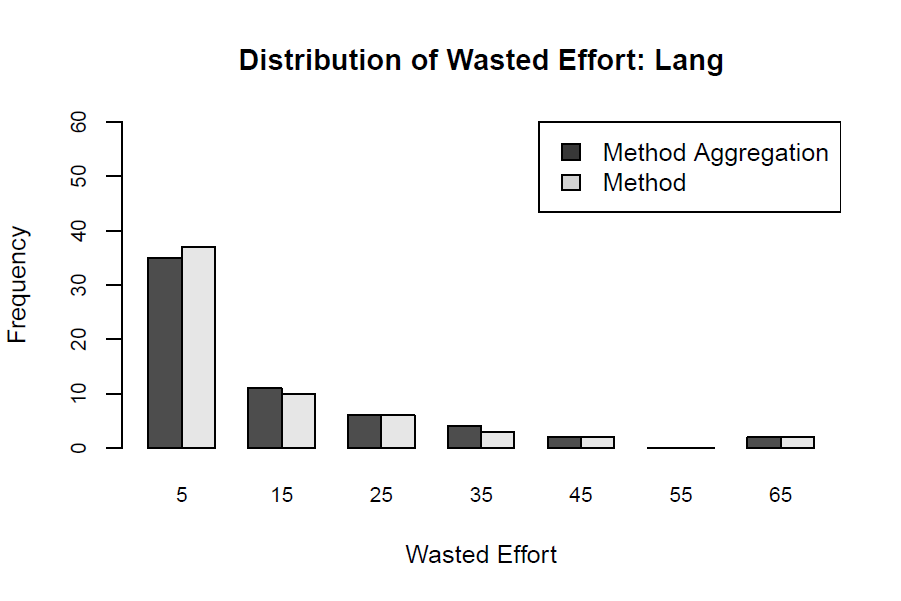 Distribution of Wasted Effort: Lang
Method Aggregation
Method
Frequency
60
50
40
30
20
10
0
5 15 25 35 45 55 65
Wasted Effort